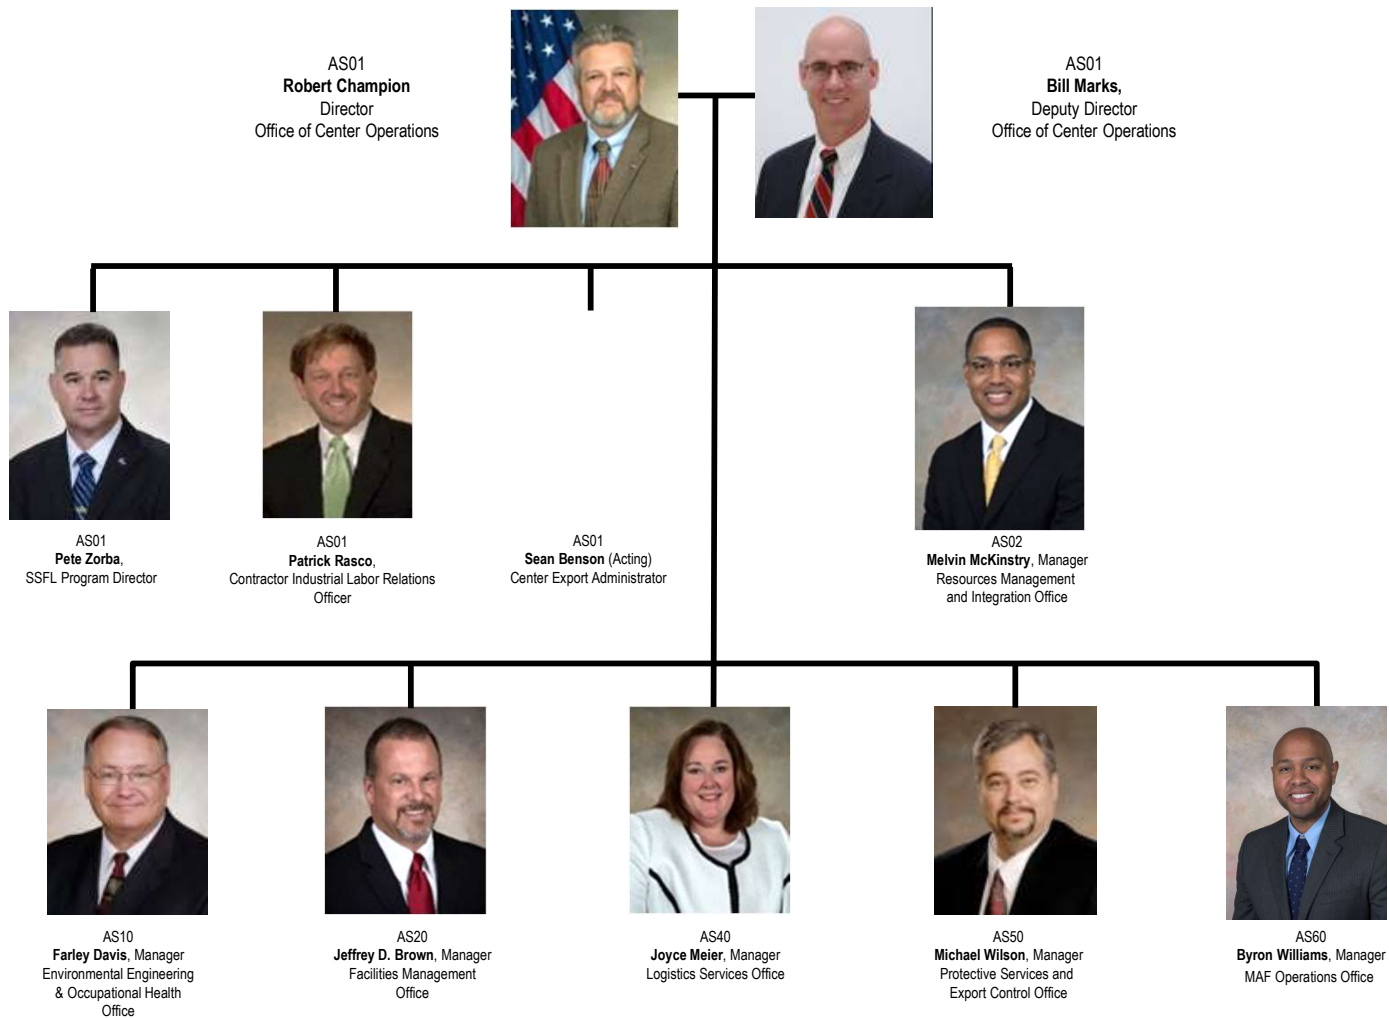 AS01
Robert Champion
Director
Office of Center Operations
AS01
Bill Marks,
Deputy Director
Office of Center Operations
AS01
Pete Zorba,
SSFL Program Director
AS01
Patrick Rasco,
Contractor Industrial Labor Relations
Officer
AS01
Sean Benson (Acting)
Center Export Administrator
AS02
Melvin McKinstry, Manager
Resources Management
and Integration Office
AS10
Farley Davis, Manager
Environmental Engineering
& Occupational Health
Office
AS20
Jeffrey D. Brown, Manager
Facilities Management
Office
AS40
Joyce Meier, Manager
Logistics Services Office
AS50
Michael Wilson, Manager
Protective Services and
Export Control Office
AS60
Byron Williams, Manager
MAF Operations Office